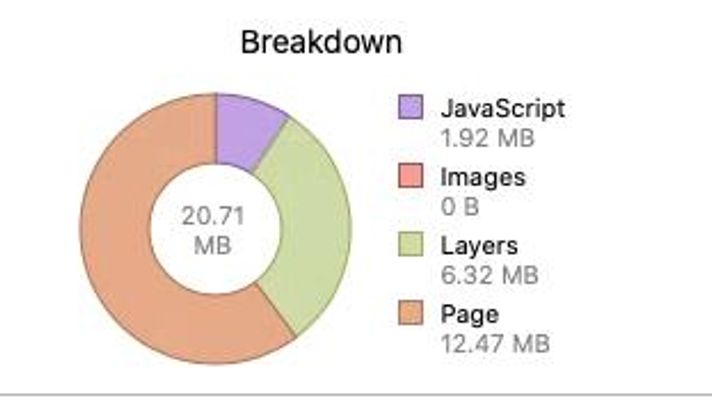 Breakdown
20.71
MB
JavaScript
1.92 MB
Images
0 B
Layers
6.32 MB
Page
12.47 MB